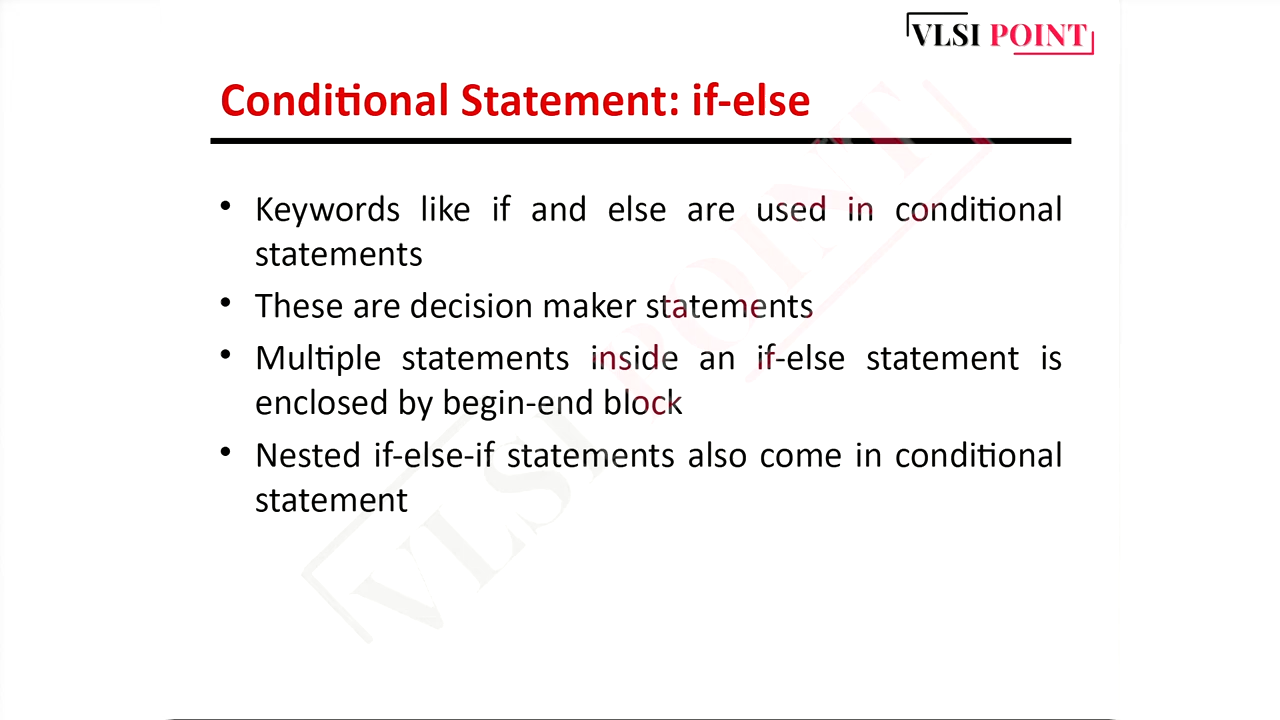 VLSI POINT
Conditional Statement: if-else
• Keywords like if and else are used in conditional
statements
• These are decision maker statements
• Multiple statements inside an if-else statement is
enclosed by begin-end block
• Nested if-else-if statements also come in conditional
statement
VLSI POINT